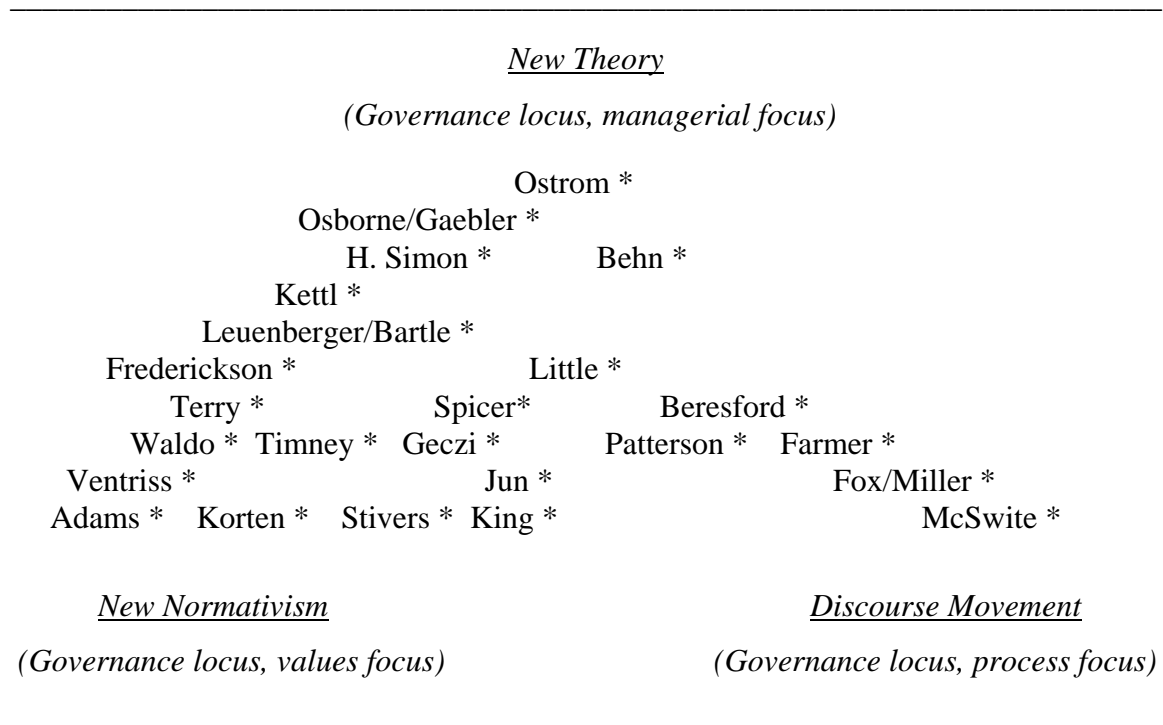 New Theory
(Governance locus, managerial focus)
Ostrom *
Osborne/Gaebler *
H. Simon * Behn *
Kettl *
Leuenberger/Bartle *
Frederickson * Little *
Terry * Spicer* Beresford *
Waldo * Timney * Geczi * Patterson * Farmer *
Ventriss * Jun * Fox/Miller *
Adams * Korten * Stivers * King * McSwite *
New Normativism Discourse Movement
(Governance locus, values focus) (Governance locus, process focus)